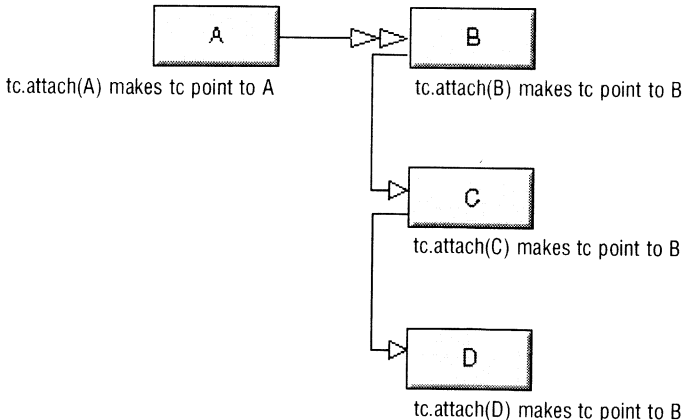 A
B
tc.attach(A) makes tc point to A
tc.attach(B) makes tc point to B
C
tc.attach(C) makes tc point to B
D
tc.attach(D) makes tc point to B